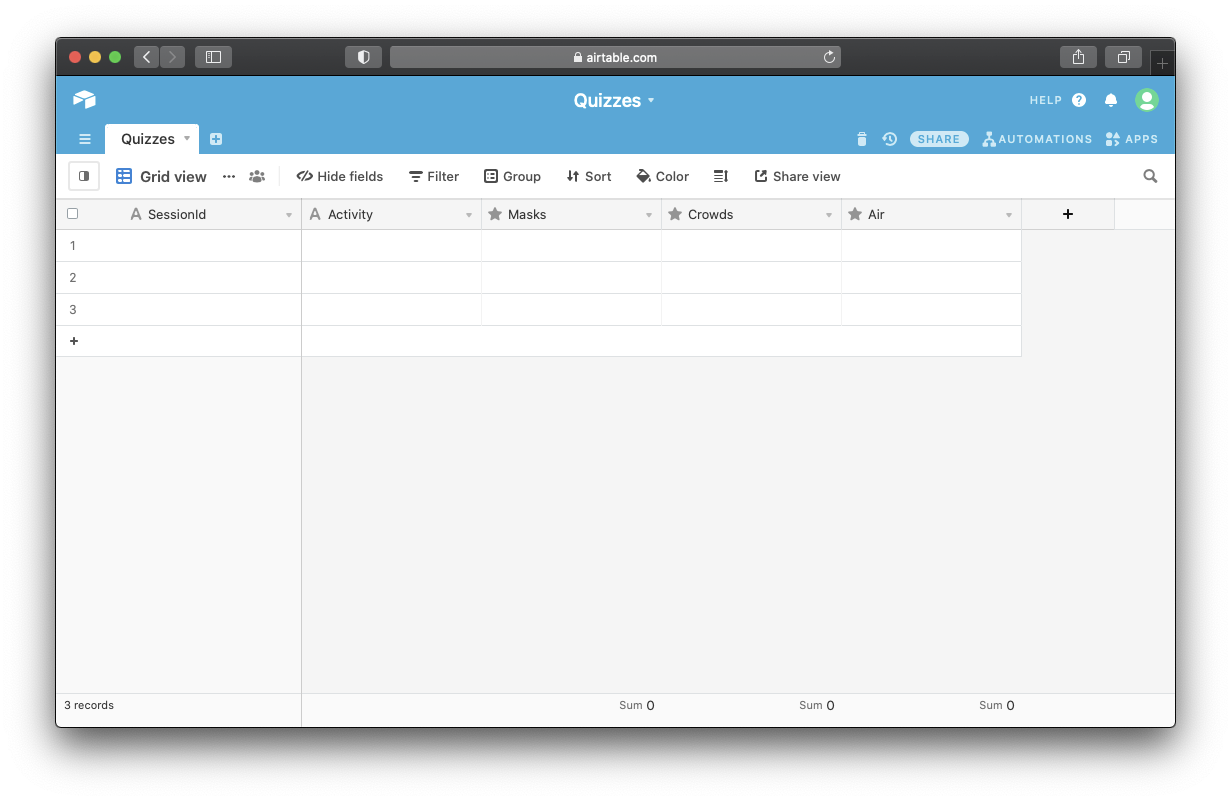 airtable.com
Quizzes
HELP
Quizzes
SHARE AUTOMATIONS APPS
Grid view Hide fields Filter Group Sort Color Share view
SessionId Activity Masks Crowds Air
1
2
3
3 records Sum 0 Sum 0 Sum 0